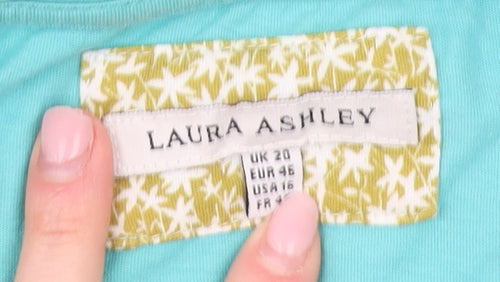 LAURA ASHLEY
UK 20
EUR 46
USA 16
FR